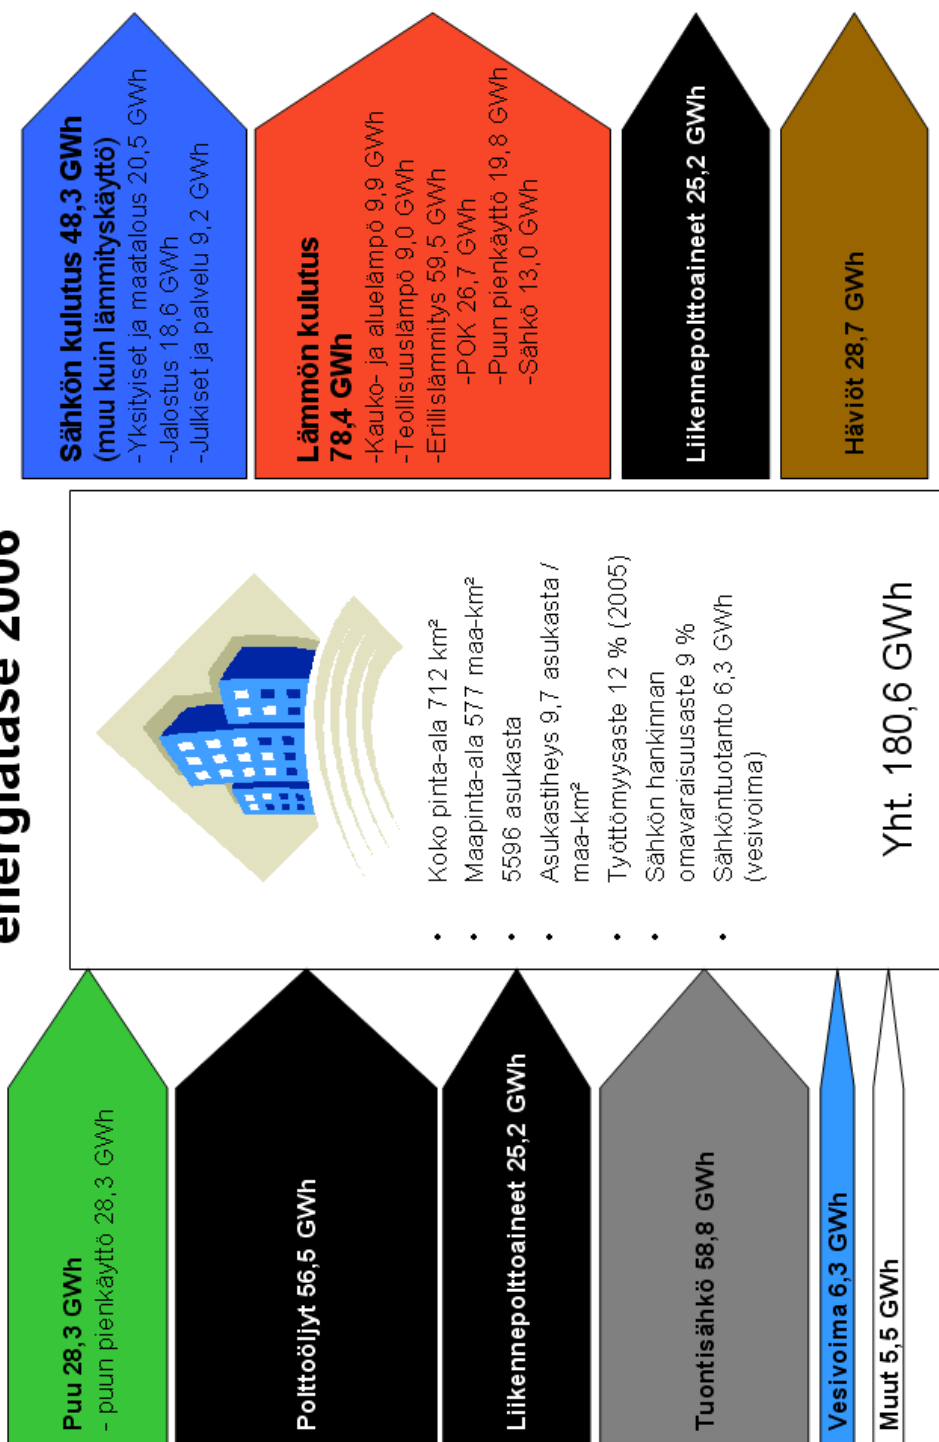 energiatase 2006
Puu 28,3 GWh
- puun pienkäyttö 28,3 GWh
Polttoöljyt 56,5 GWh
Liikennepolttoaineet 25,2 GWh
Tuontisähkö 58,8 GWh
Vesivoima 6,3 GWh
Muut 5,5 GWh
• Koko pinta-ala 712 km²
• Maapinta-ala 577 maa-km²
• 5596 asukasta
• Asukastiheys 9,7 asukasta /
maa-km²
• Työttömyysaste 12 % (2005)
• Sähkön hankinnan
omavaraisuusaste 9 %
• Sähköntuotanto 6,3 GWh
(vesivoima)
Yht. 180,6 GWh
Sähkön kulutus 48,3 GWh
(muu kuin lämmityskäyttö)
-Yksityiset ja maatalous 20,5 GWh
-Jalostus 18,6 GWh
-Julkiset ja palvelu 9,2 GWh
Lämmön kulutus
78,4 GWh
-Kauko- ja aluelämpö 9,9 GWh
-Teollisuuslämpö 9,0 GWh
-Erillislämmitys 59,5 GWh
-POK 26,7 GWh
-Puun pienkäyttö 19,8 GWh
-Sähkö 13,0 GWh
Liikennepolttoaineet 25,2 GWh
Häviöt 28,7 GWh